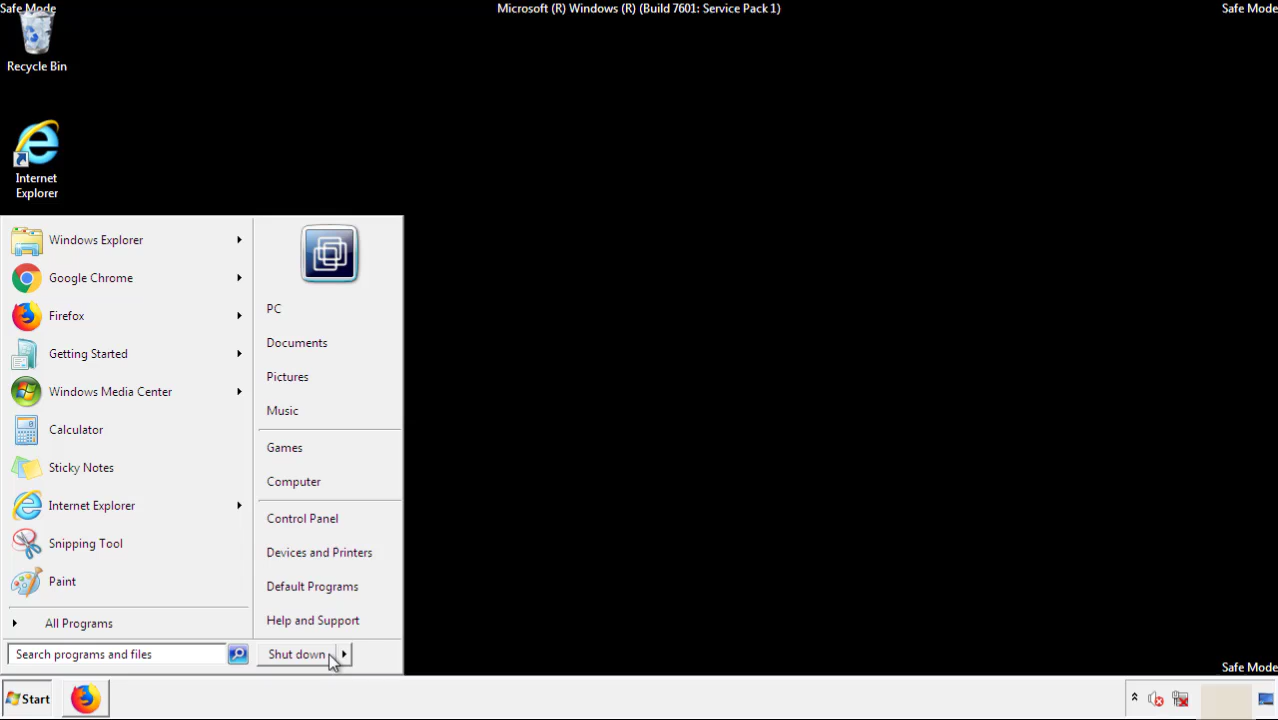 Safe Mode
Microsoft (R) Windows (R) (Build 7601: Service Pack 1)
Safe Mode
Recycle Bin
Internet
Explorer
Windows Explorer
Google Chrome
Firefox
Getting Started
Windows Media Center
Calculator
Sticky Notes
Internet Explorer
Snipping Tool
Paint
All Programs
Search programs and files
PC
Documents
Pictures
Music
Games
Computer
Control Panel
Devices and Printers
Default Programs
Help and Support
Shut down
Safe Mode
Start